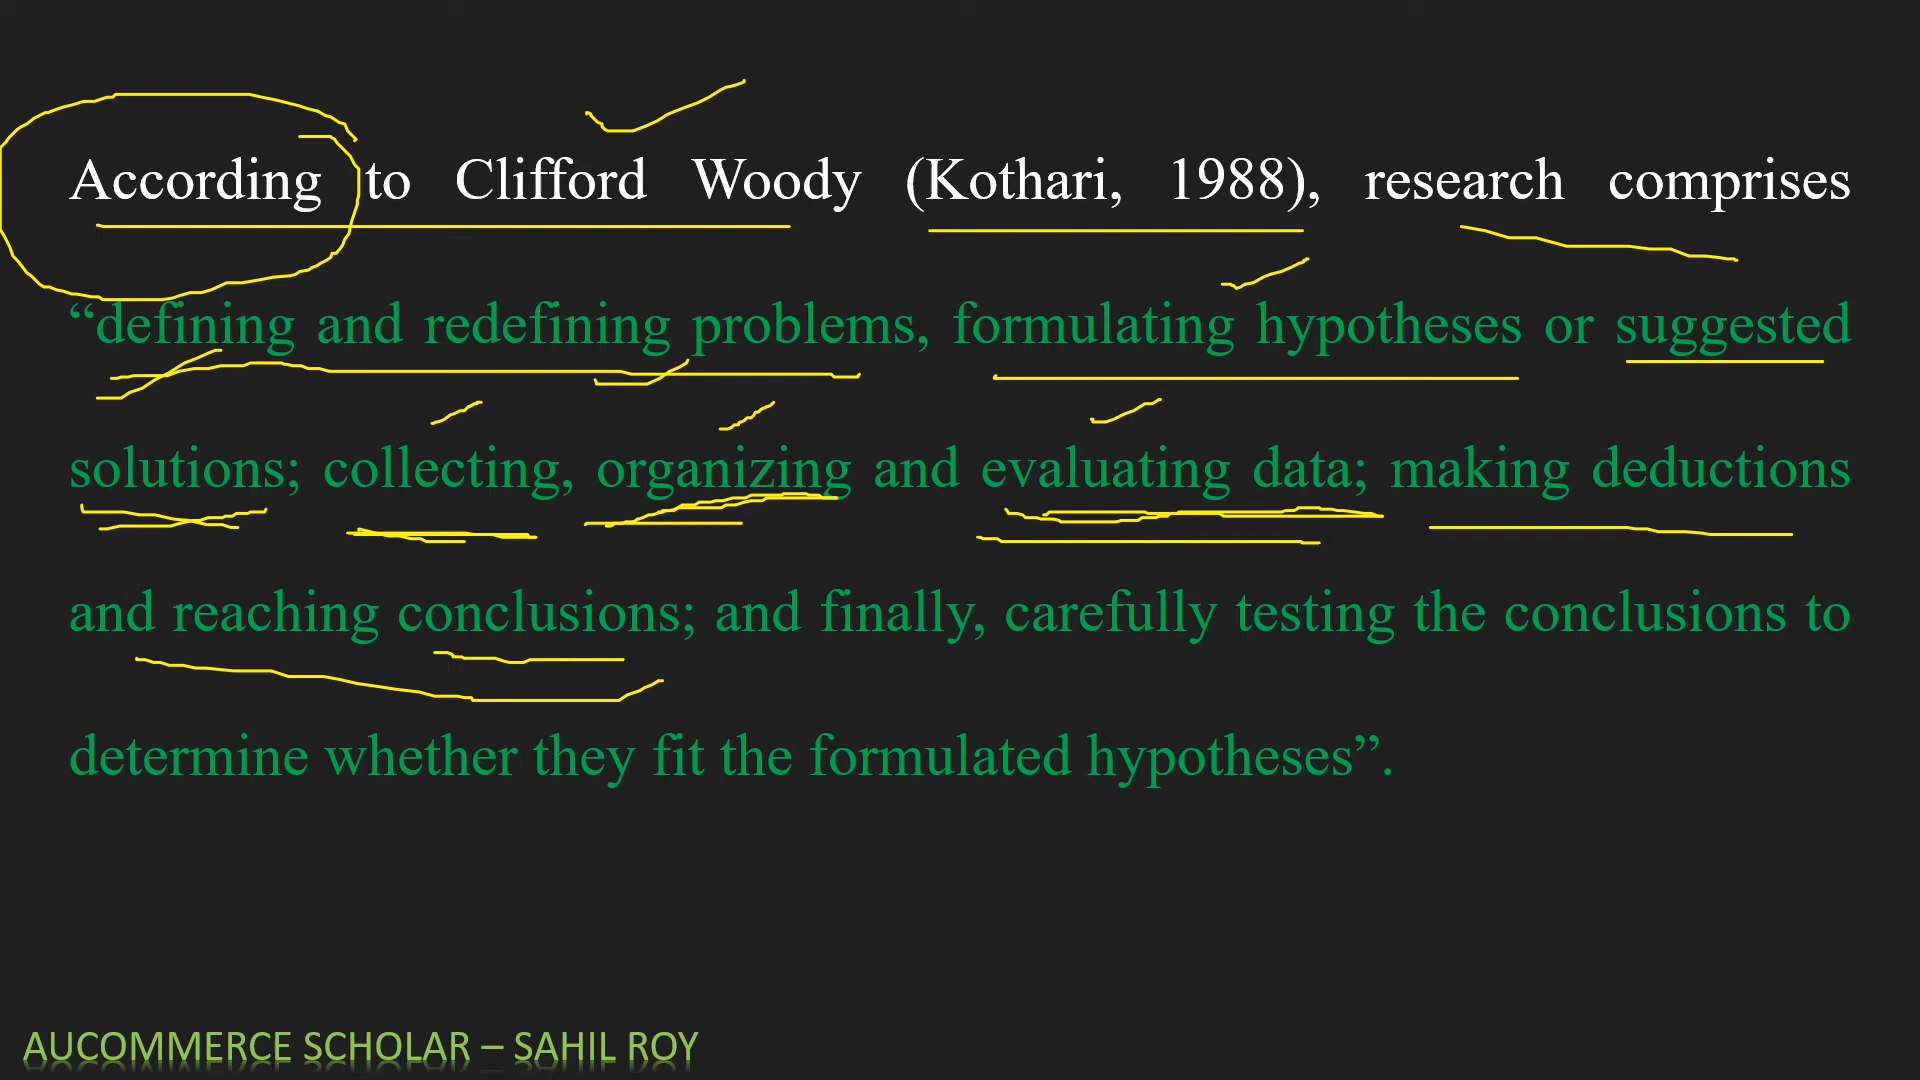 According to Clifford Woody (Kothari, 1988), research comprises
“defining and redefining problems, formulating hypotheses or suggested
solutions; collecting, organizing and evaluating data; making deductions
and reaching conclusions; and finally, carefully testing the conclusions to
determine whether they fit the formulated hypotheses”.
AUCOMMERCE SCHOLAR – SAHIL ROY